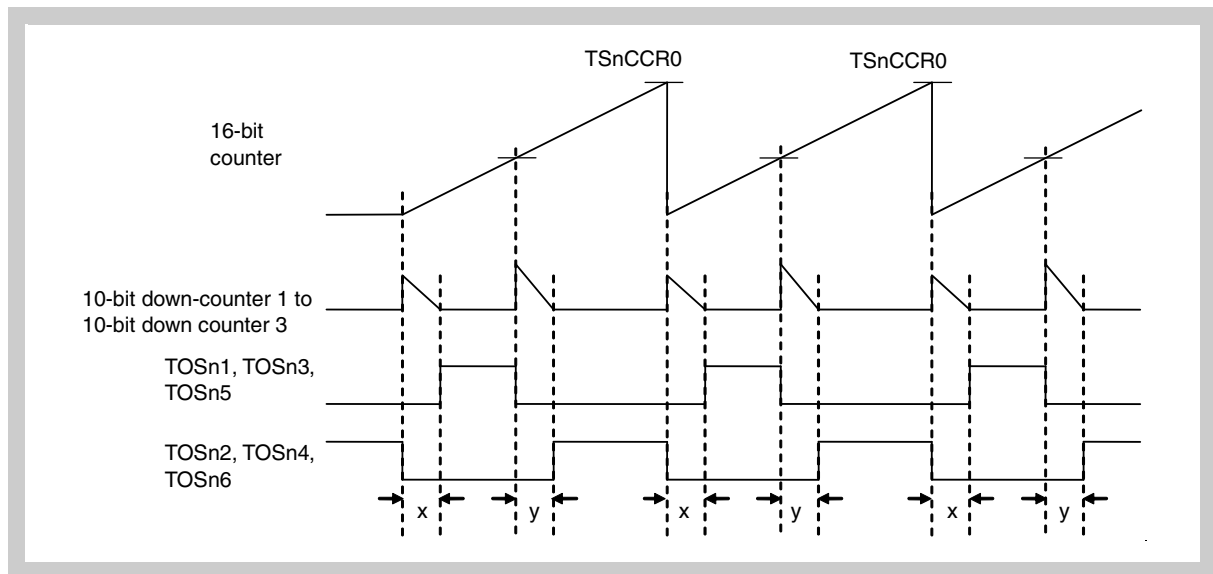 TSnCCR0
TSnCCR0
16-bit
counter
10-bit down-counter 1 to
10-bit down counter 3
TOSn1, TOSn3,
TOSn5
TOSn2, TOSn4,
TOSn6
x
y
x
y
x
y